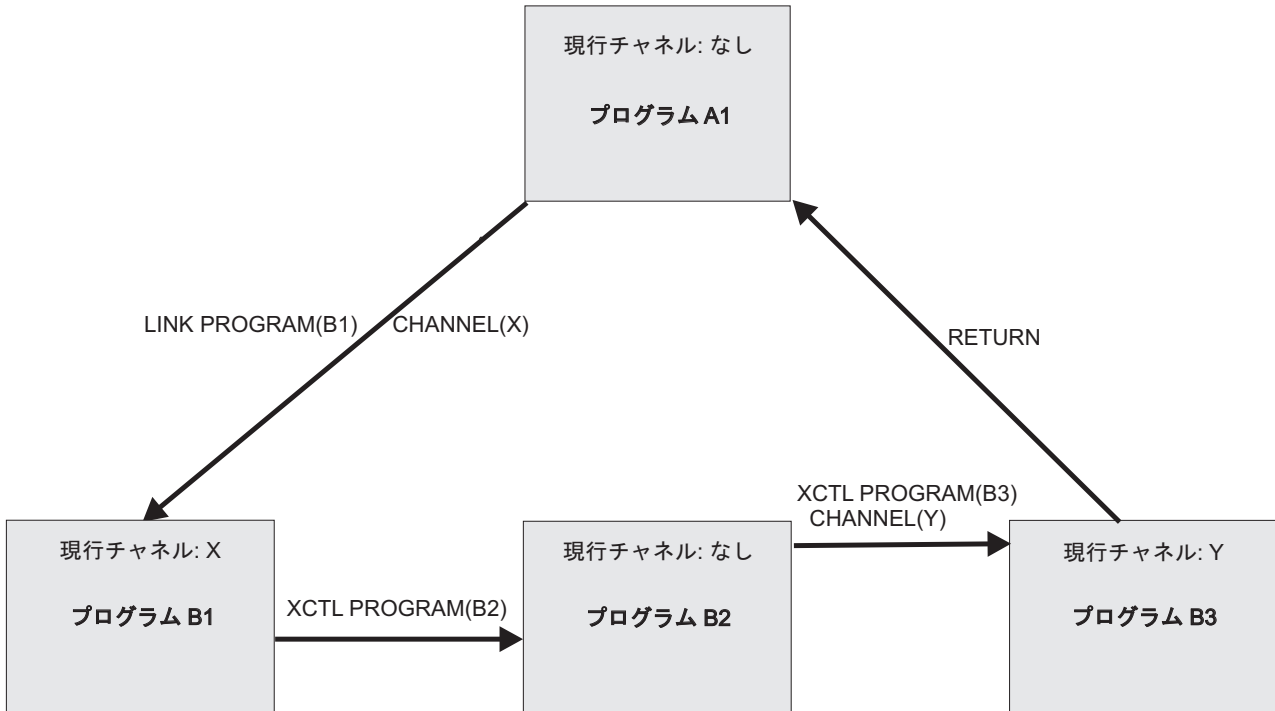 現行チャネル: なし
プログラム A1
LINK PROGRAM(B1)
CHANNEL(X)
RETURN
XCTL PROGRAM(B3)
CHANNEL(Y)
現行チャネル: X
プログラム B1
XCTL PROGRAM(B2)
現行チャネル: なし
プログラム B2
現行チャネル: Y
プログラム B3